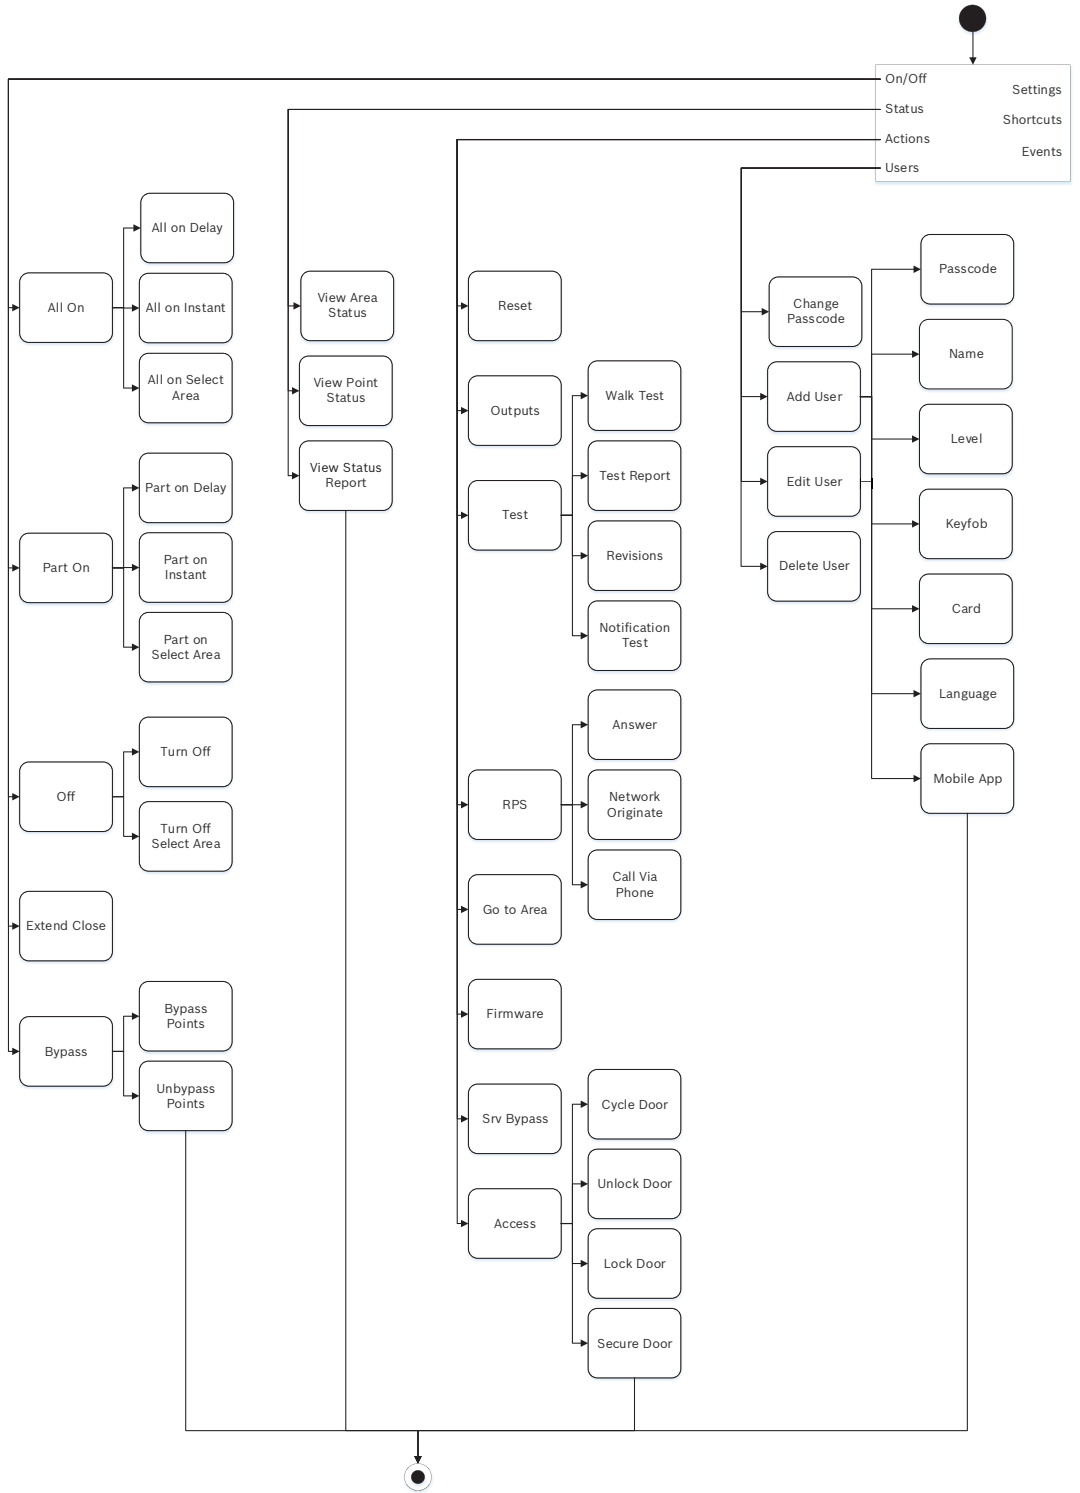 On/Off
Status
Actions
Users
Settings
Shortcuts
Events
All On
All on Delay
All on Instant
All on Select
Area
Part On
Part on Delay
Part on
Instant
Part on
Select Area
Off
Turn Off
Turn Off
Select Area
Extend Close
Bypass
Bypass
Points
Unbypass
Points
View Area
Status
View Point
Status
View Status
Report
Reset
Outputs
Test
Walk Test
Test Report
Revisions
Notification
Test
RPS
Answer
Network
Originate
Call Via
Phone
Go to Area
Firmware
Srv Bypass
Access
Cycle Door
Unlock Door
Lock Door
Secure Door
Change
Passcode
Add User
Edit User
Delete User
Passcode
Name
Level
Keyfob
Card
Language
Mobile App